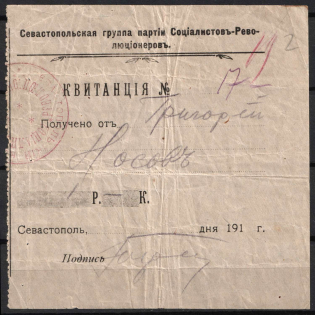 Севастопольская группа партіи Соціалистовъ-Рево-
люціонеровъ.
КВИТАНЦІЯ № 17
Получено отъ Григорій
Носовъ
Р. — К.
Севастополь, дня 191 г.
Подпись